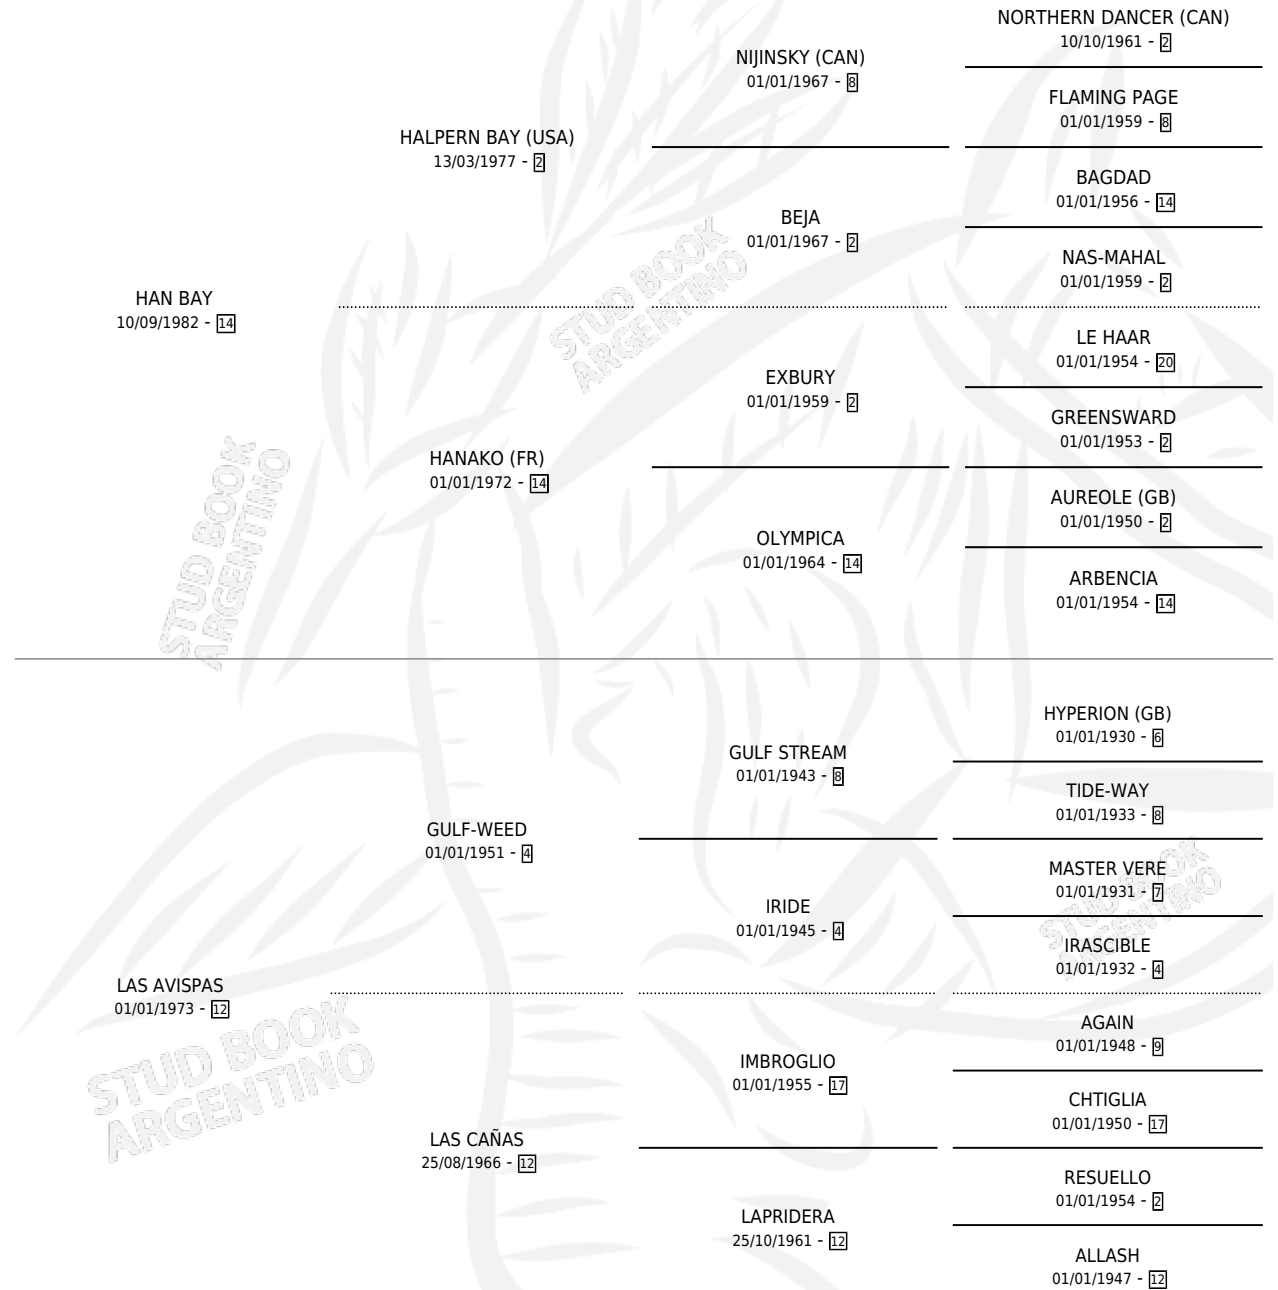 NORTHERN DANCER (CAN)
10/10/1961 - 2
NIJINSKY (CAN)
01/01/1967 - 8
FLAMING PAGE
01/01/1959 - 8
HALPERN BAY (USA)
13/03/1977 - 2
BAGDAD
01/01/1956 - 14
BEJA
01/01/1967 - 2
NAS-MAHAL
01/01/1959 - 2
HAN BAY
10/09/1982 - 14
LE HAAR
01/01/1954 - 20
EXBURY
01/01/1959 - 2
GREENSWARD
01/01/1953 - 2
HANAKO (FR)
01/01/1972 - 14
AUREOLE (GB)
01/01/1950 - 2
OLYMPICA
01/01/1964 - 14
ARBENCIA
01/01/1954 - 14
HYPERION (GB)
01/01/1930 - 6
GULF STREAM
01/01/1943 - 8
TIDE-WAY
01/01/1933 - 8
GULF-WEED
01/01/1951 - 4
MASTER VERE
01/01/1931 - 7
IRIDE
01/01/1945 - 4
IRASCIBLE
01/01/1932 - 4
LAS AVISPAS
01/01/1973 - 12
AGAIN
01/01/1948 - 9
IMBROGLIO
01/01/1955 - 17
CHTIGLIA
01/01/1950 - 17
LAS CAÑAS
25/08/1966 - 12
RESUELLO
01/01/1954 - 2
LAPRIDERA
25/10/1961 - 12
ALLASH
01/01/1947 - 12
STUD BOOK
ARGENTINO
STUD BOOK
ARGENTINO
STUD BOOK
ARGENTINO
STUD BOOK
ARGENTINO